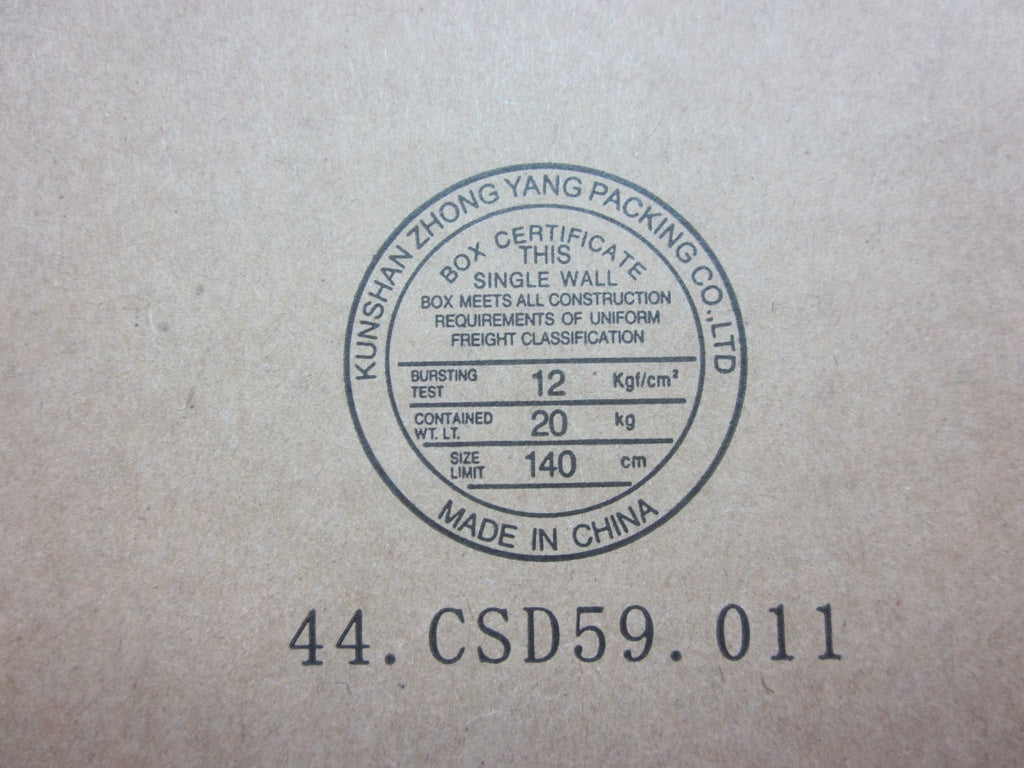 KUNSHAN ZHONG YANG PACKING CO.,LTD
BOX CERTIFICATE
THIS
SINGLE WALL
BOX MEETS ALL CONSTRUCTION
REQUIREMENTS OF UNIFORM
FREIGHT CLASSIFICATION
BURSTING TEST 12 Kgf/cm²
CONTAINED WT. LT. 20 kg
SIZE LIMIT 140 cm
MADE IN CHINA
44.CSD59.011